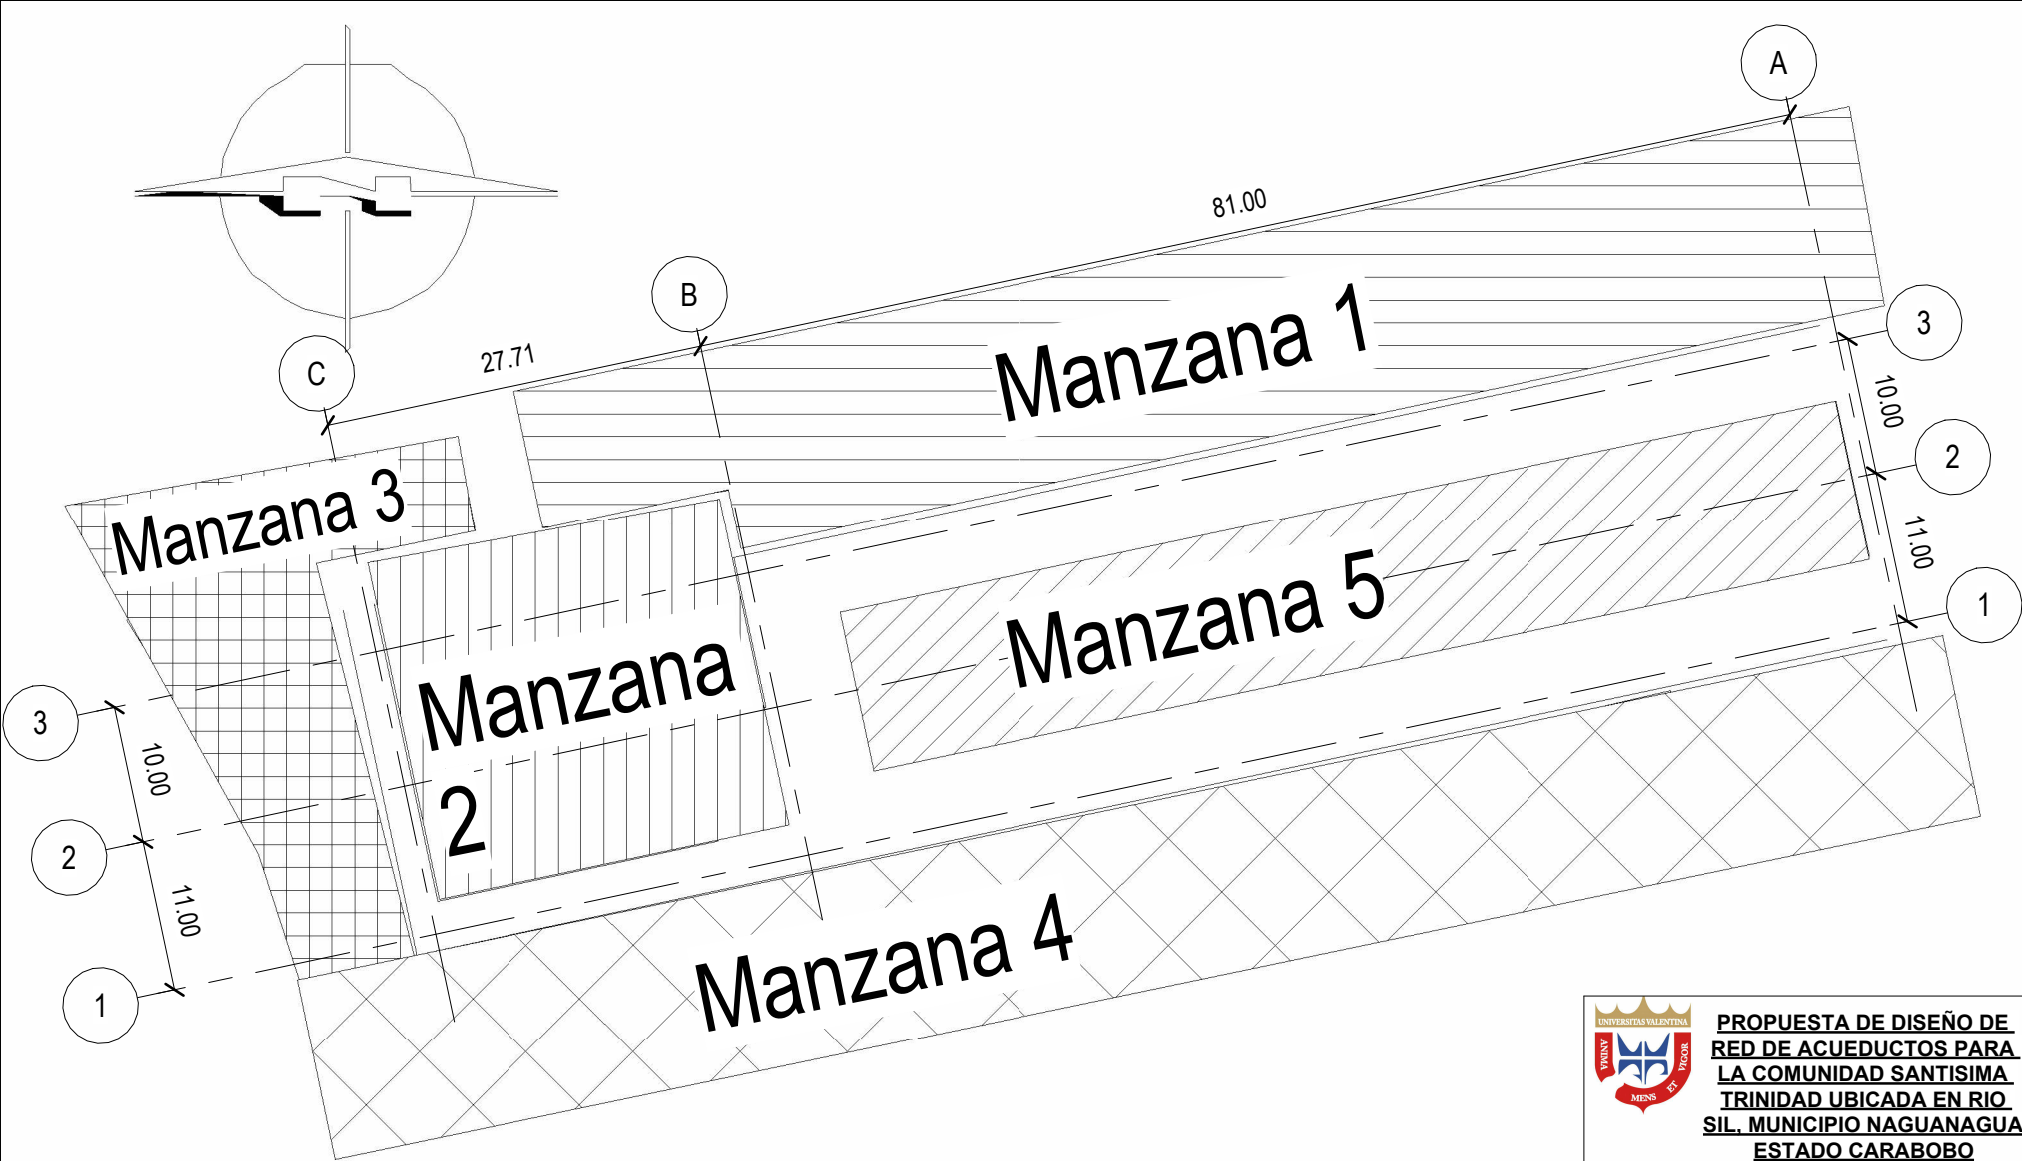 A
81.00
B
27.71
C
Manzana 1
3
10.00
2
11.00
1
Manzana 3
Manzana 5
Manzana
2
3
10.00
2
11.00
1
Manzana 4
UNIVERSITAS VALENTINA
ANIMA
MENS
ET
VIGOR
PROPUESTA DE DISEÑO DE
RED DE ACUEDUCTOS PARA
LA COMUNIDAD SANTISIMA
TRINIDAD UBICADA EN RIO
SIL, MUNICIPIO NAGUANAGUA
ESTADO CARABOBO